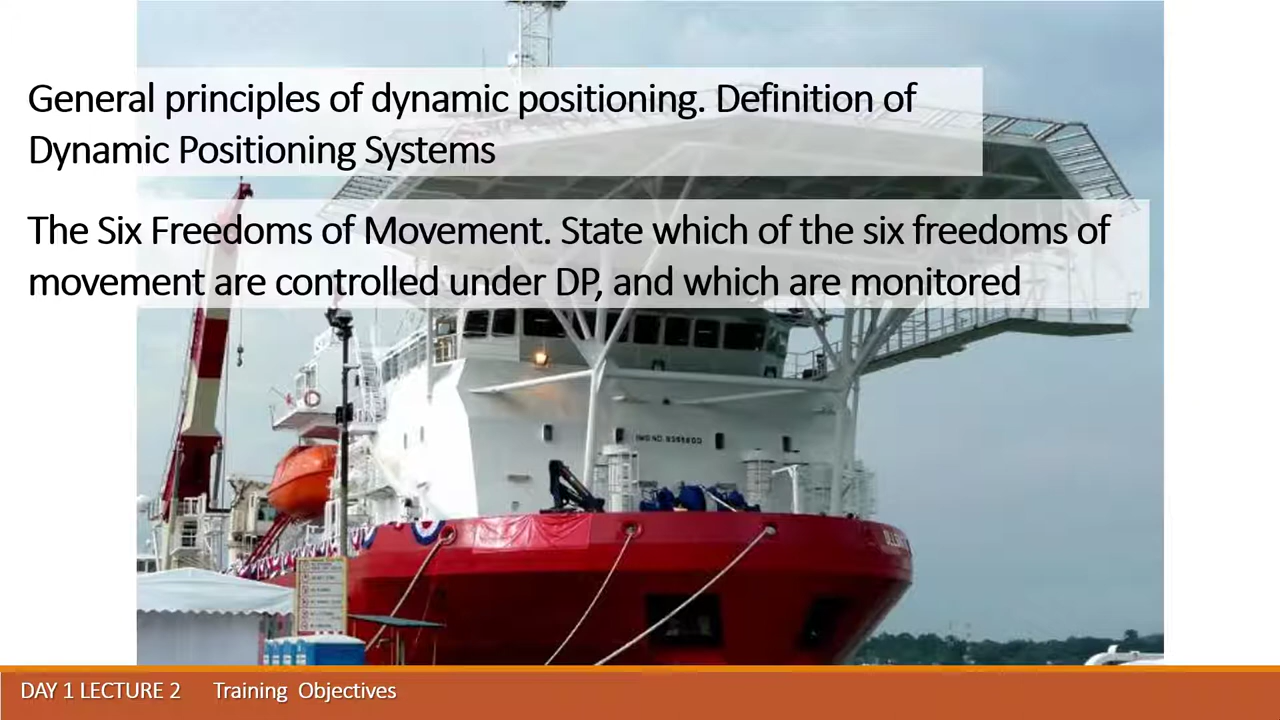 General principles of dynamic positioning. Definition of
Dynamic Positioning Systems
The Six Freedoms of Movement. State which of the six freedoms of
movement are controlled under DP, and which are monitored
DAY 1 LECTURE 2 Training Objectives